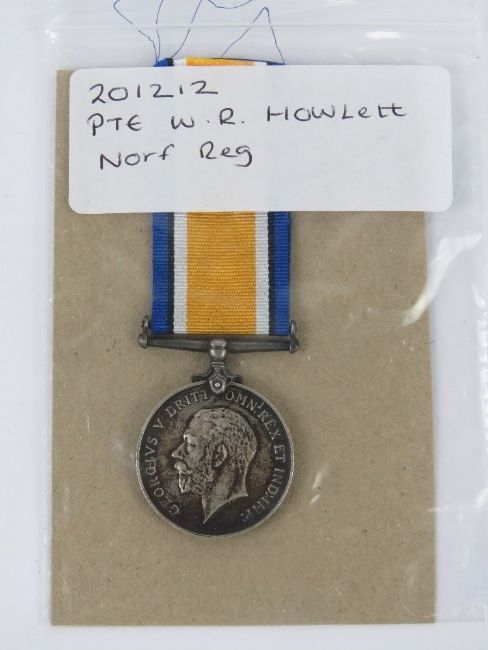 201212
PTE W. R. HOWLett
Norf Reg
GEORGIVS V BRITT: OMN: REX ET IND: IMP: